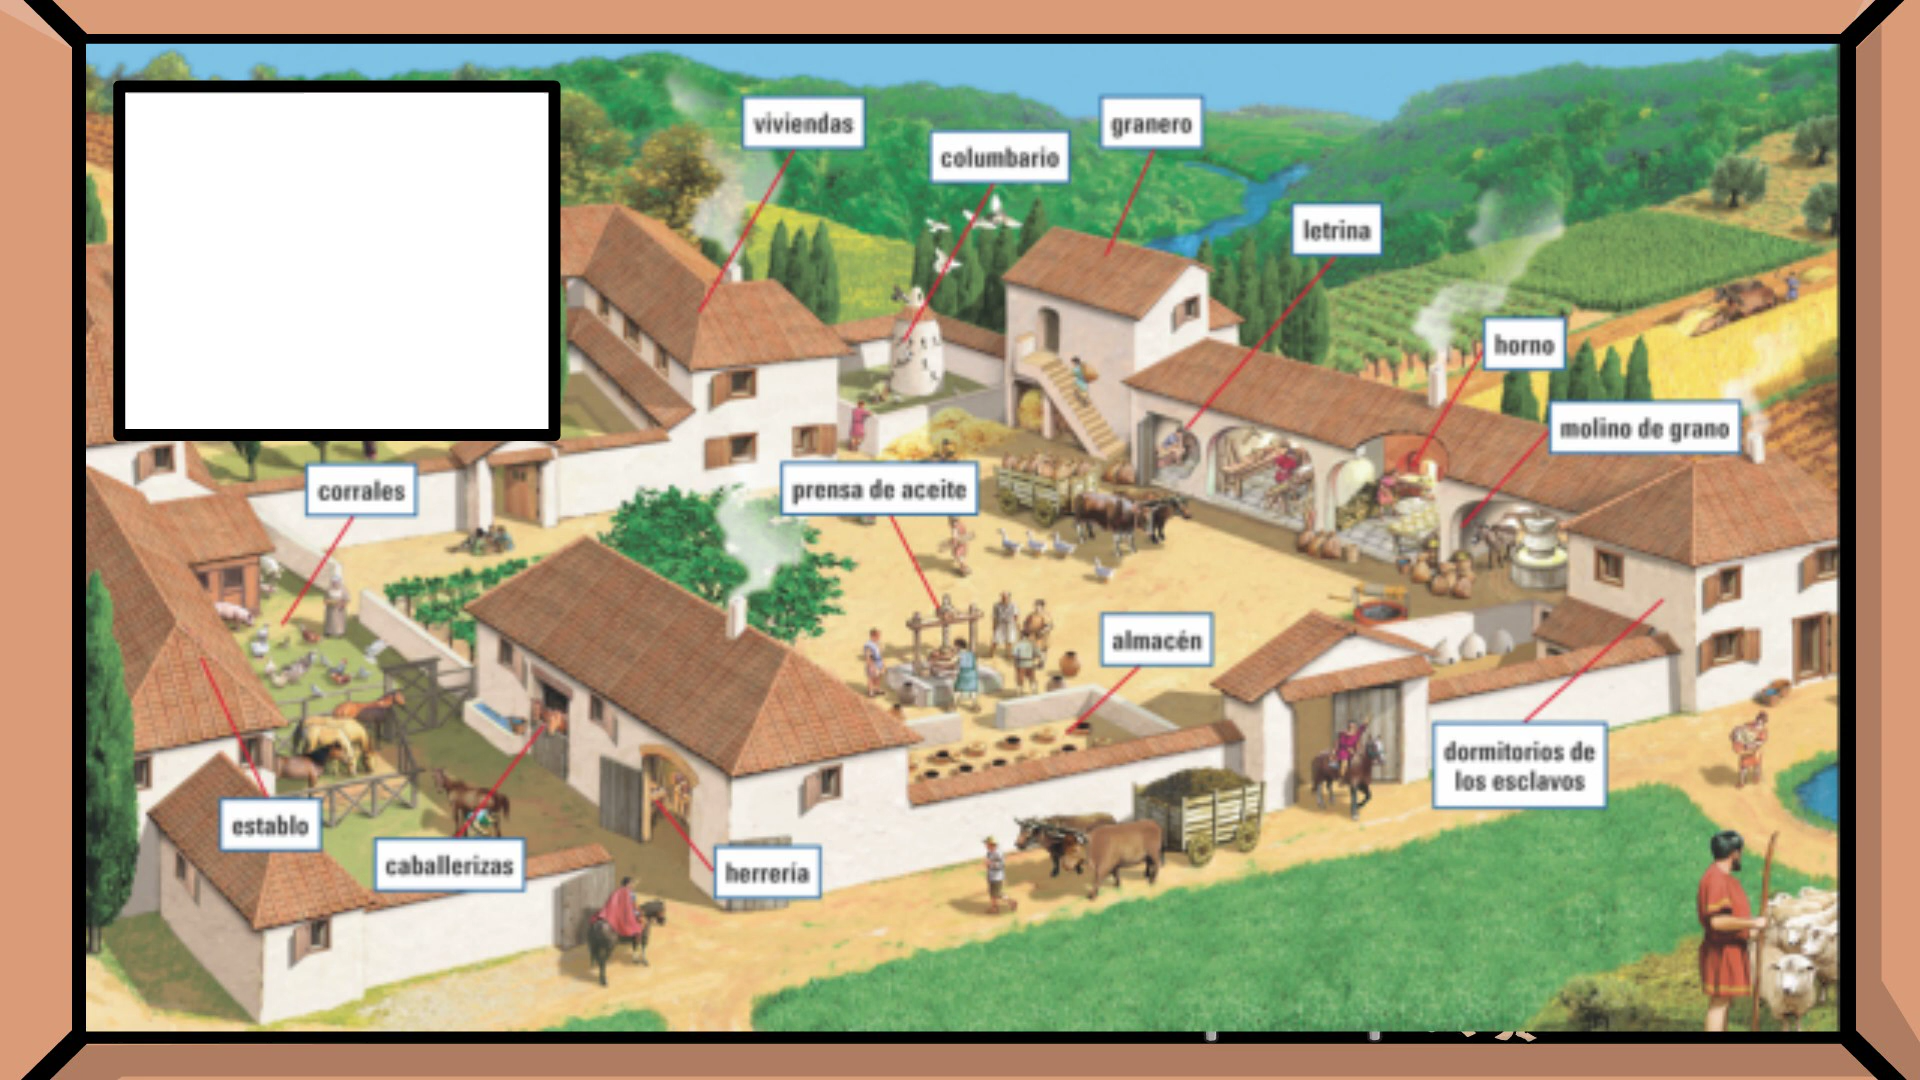 viviendas
granero
columbario
letrina
horno
molino de grano
corrales
prensa de aceite
almacén
dormitorios de
los esclavos
establo
caballerizas
herrería